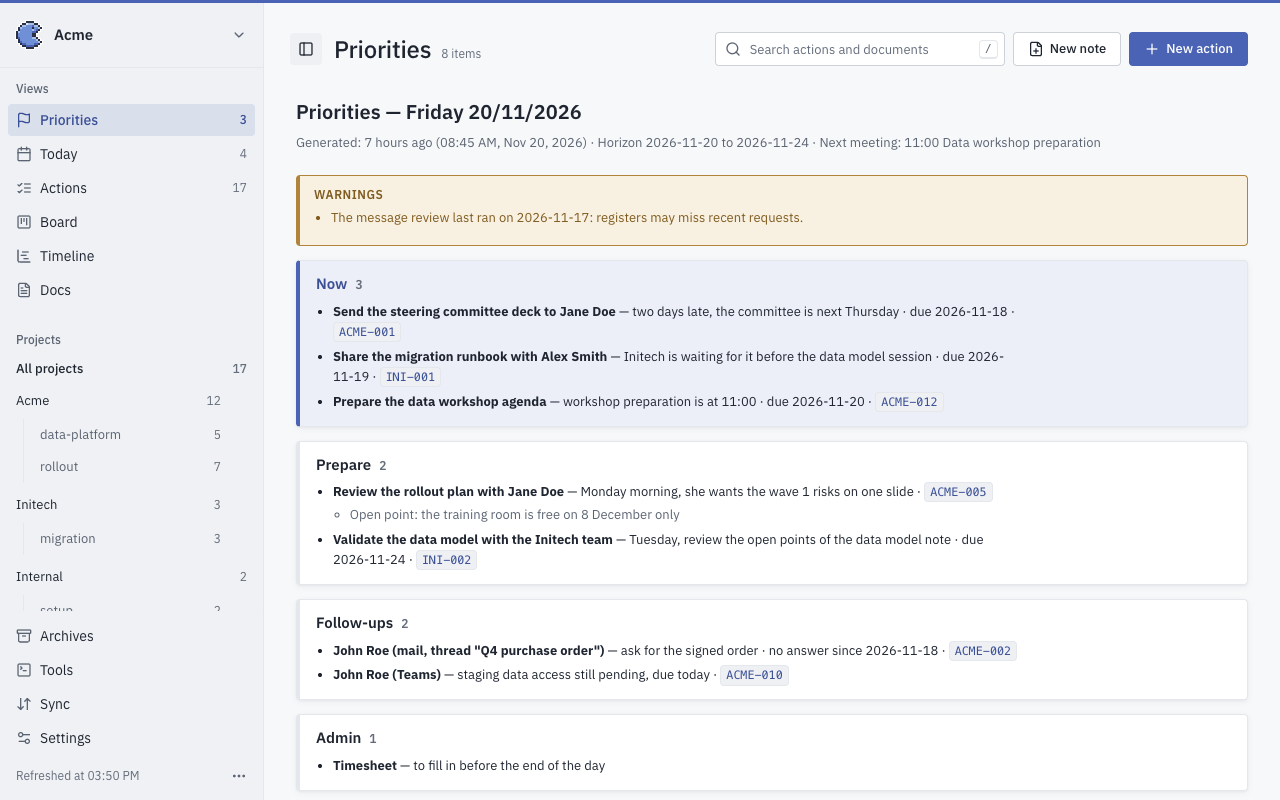 Acme
Views
Priorities 3
Today 4
Actions 17
Board
Timeline
Docs
Projects
All projects 17
Acme 12
data-platform 5
rollout 7
Initech 3
migration 3
Internal 2
setup 2
Archives
Tools
Sync
Settings
Refreshed at 03:50 PM
Priorities 8 items
Search actions and documents /
New note
New action
Priorities — Friday 20/11/2026
Generated: 7 hours ago (08:45 AM, Nov 20, 2026) · Horizon 2026-11-20 to 2026-11-24 · Next meeting: 11:00 Data workshop preparation
WARNINGS
• The message review last ran on 2026-11-17: registers may miss recent requests.
Now 3
• Send the steering committee deck to Jane Doe — two days late, the committee is next Thursday · due 2026-11-18 ·
ACME-001
• Share the migration runbook with Alex Smith — Initech is waiting for it before the data model session · due 2026-
11-19 · INI-001
• Prepare the data workshop agenda — workshop preparation is at 11:00 · due 2026-11-20 · ACME-012
Prepare 2
• Review the rollout plan with Jane Doe — Monday morning, she wants the wave 1 risks on one slide · ACME-005
◦ Open point: the training room is free on 8 December only
• Validate the data model with the Initech team — Tuesday, review the open points of the data model note · due
2026-11-24 · INI-002
Follow-ups 2
• John Roe (mail, thread "Q4 purchase order") — ask for the signed order · no answer since 2026-11-18 · ACME-002
• John Roe (Teams) — staging data access still pending, due today · ACME-010
Admin 1
• Timesheet — to fill in before the end of the day